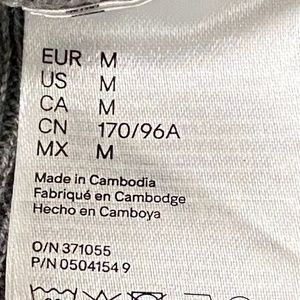 EUR M
US M
CA M
CN 170/96A
MX M
Made in Cambodia
Fabriqué en Cambodge
Hecho en Camboya
O/N 371055
P/N 0504154 9